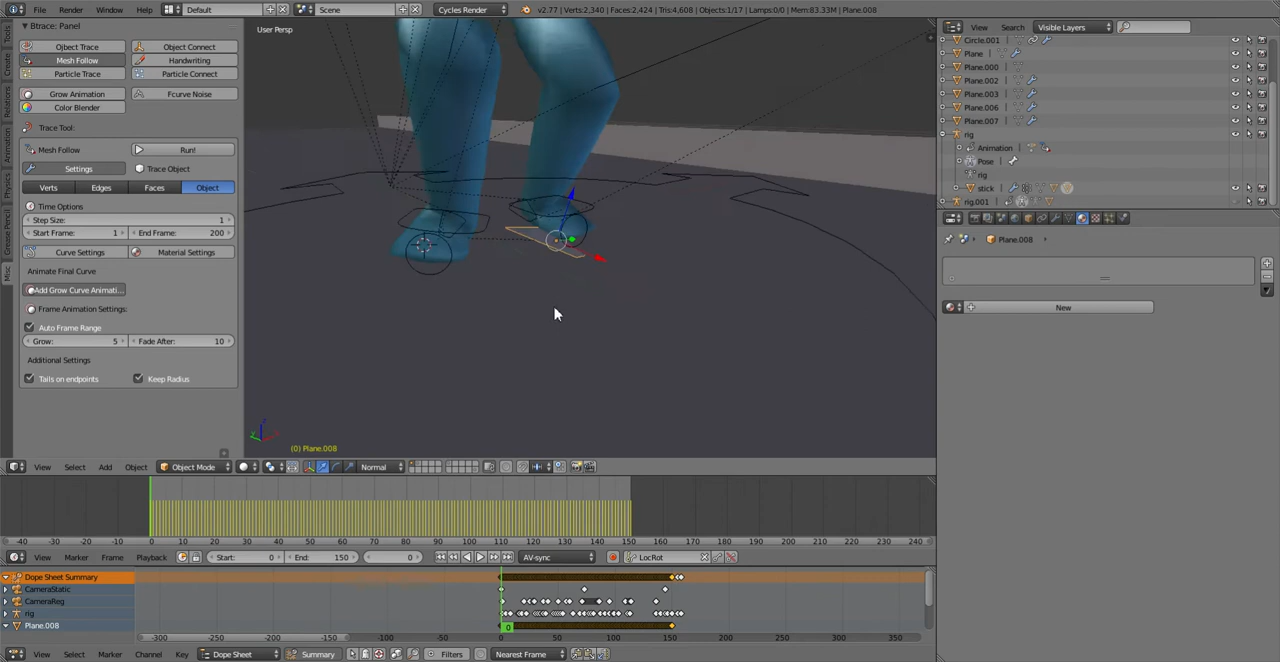 File Render Window Help Default Scene Cycles Render v2.77 | Verts:2,340 | Faces:2,424 | Tris:4,608 | Objects:1/17 | Lamps:0/0 | Mem:83.33M | Plane.008
View Search Visible Layers
Btrace: Panel
User Persp
Ojbect Trace Object Connect
Mesh Follow Handwriting
Particle Trace Particle Connect
Grow Animation Fcurve Noise
Color Blender
Trace Tool:
Mesh Follow Run!
Settings Trace Object
Verts Edges Faces Object
Time Options
Step Size: 1
Start Frame: 1 End Frame: 200
Curve Settings Material Settings
Animate Final Curve
Add Grow Curve Animati...
Frame Animation Settings:
Auto Frame Range
Grow: 5 Fade After: 10
Additional Settings
Tails on endpoints Keep Radius
Tools
Create
Relations
Animation
Physics
Grease Pencil
Misc
(0) Plane.008
Circle.001
Plane
Plane.000
Plane.002
Plane.003
Plane.006
Plane.007
rig
Animation
Pose
rig
stick
rig.001
Plane.008
New
View Select Add Object Object Mode Normal
-40 -30 -20 -10 0 10 20 30 40 50 60 70 80 90 100 110 120 130 140 150 160 170 180 190 200 210 220 230 240
View Marker Frame Playback Start: 0 End: 150 0 AV-sync LocRot
Dope Sheet Summary
CameraStatic
CameraReg
rig
Plane.008
-300 -250 -200 -150 -100 -50 0 50 100 150 200 250 300 350
View Select Marker Channel Key Dope Sheet Summary Filters Nearest Frame